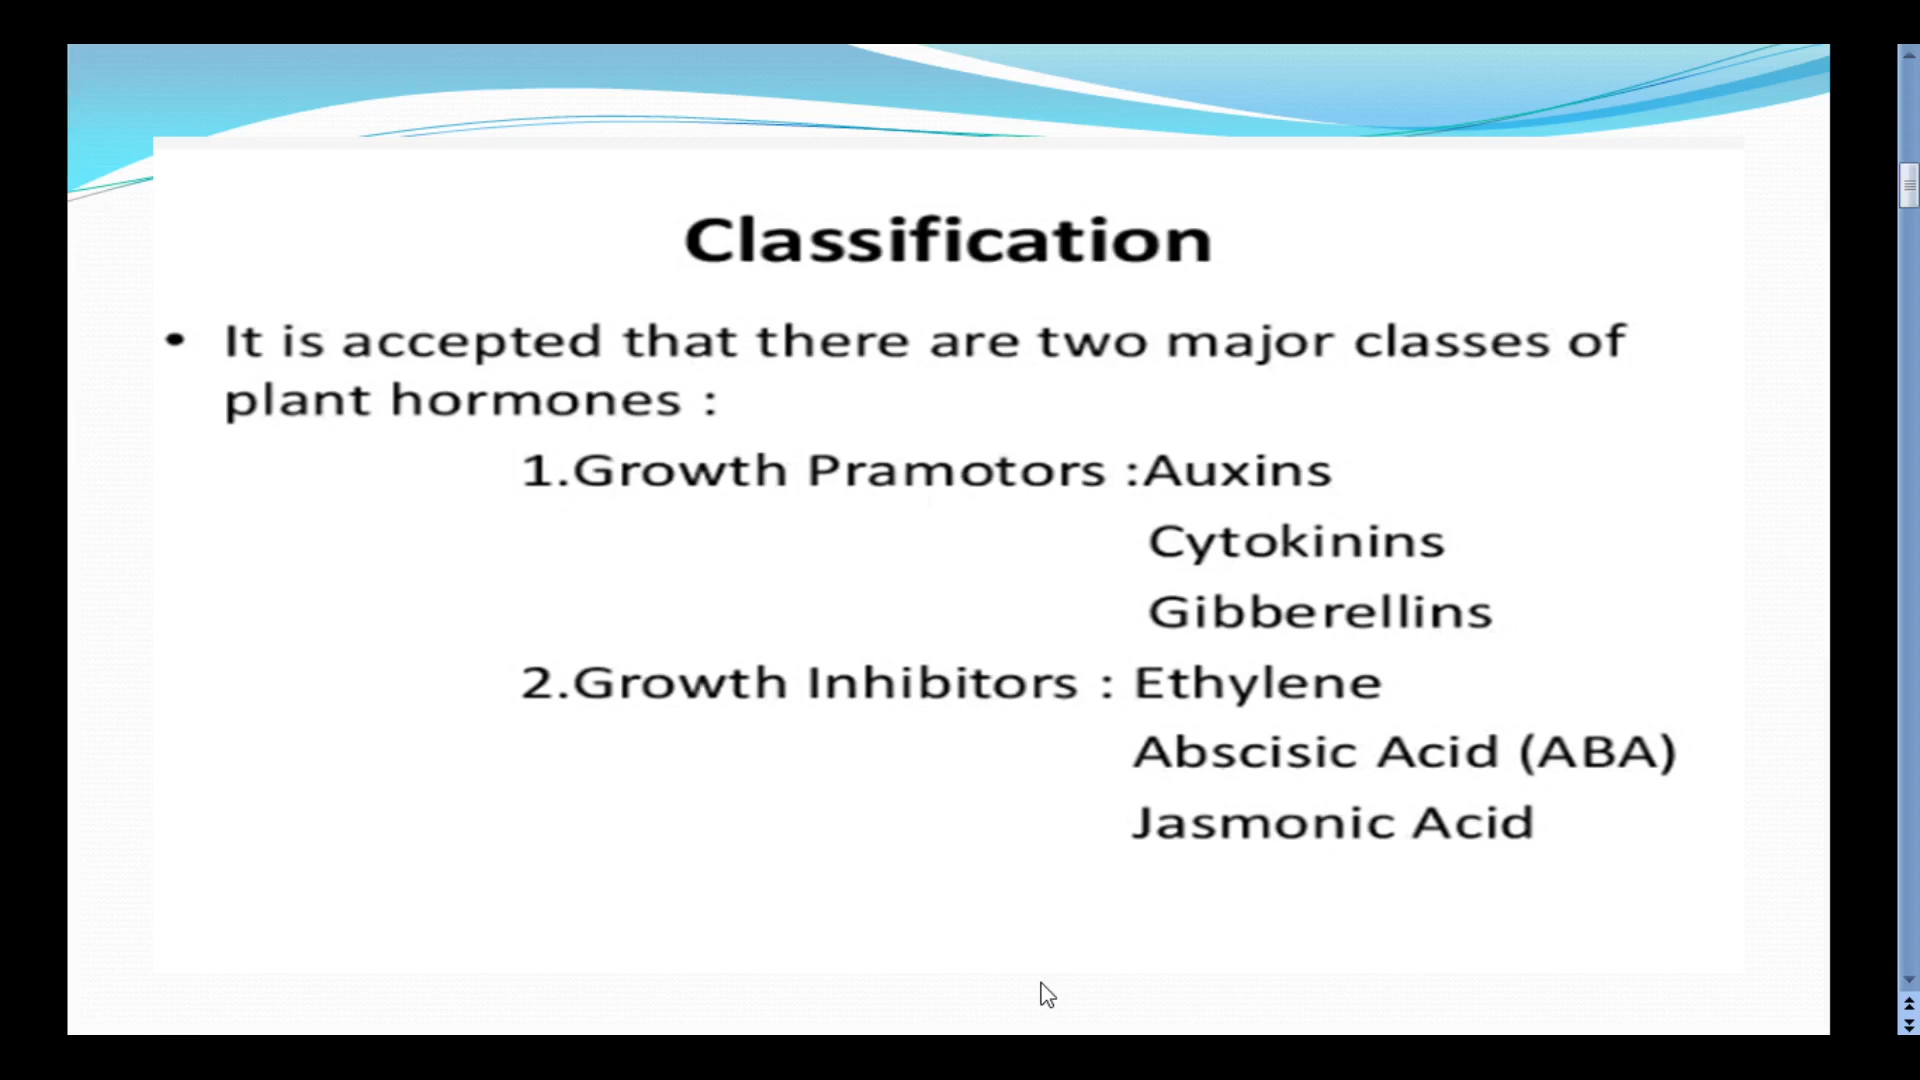 Classification
• It is accepted that there are two major classes of
plant hormones :
1.Growth Pramotors :Auxins
Cytokinins
Gibberellins
2.Growth Inhibitors : Ethylene
Abscisic Acid (ABA)
Jasmonic Acid